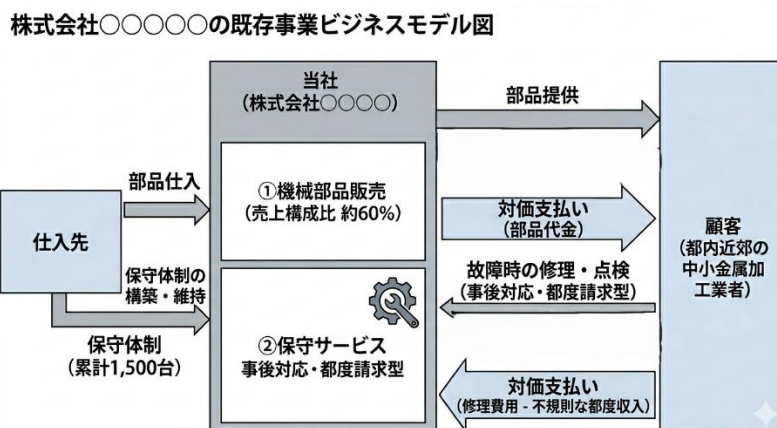 株式会社○○○○○の既存事業ビジネスモデル図
当社
(株式会社○○○○)
部品提供
部品仕入
①機械部品販売
(売上構成比 約60%)
対価支払い
(部品代金)
仕入先
顧客
(都内近郊の
中小金属加
工業者)
保守体制の
構築・維持
故障時の修理・点検
(事後対応・都度請求型)
保守体制
(累計1,500台)
②保守サービス
事後対応・都度請求型
対価支払い
(修理費用 - 不規則な都度収入)